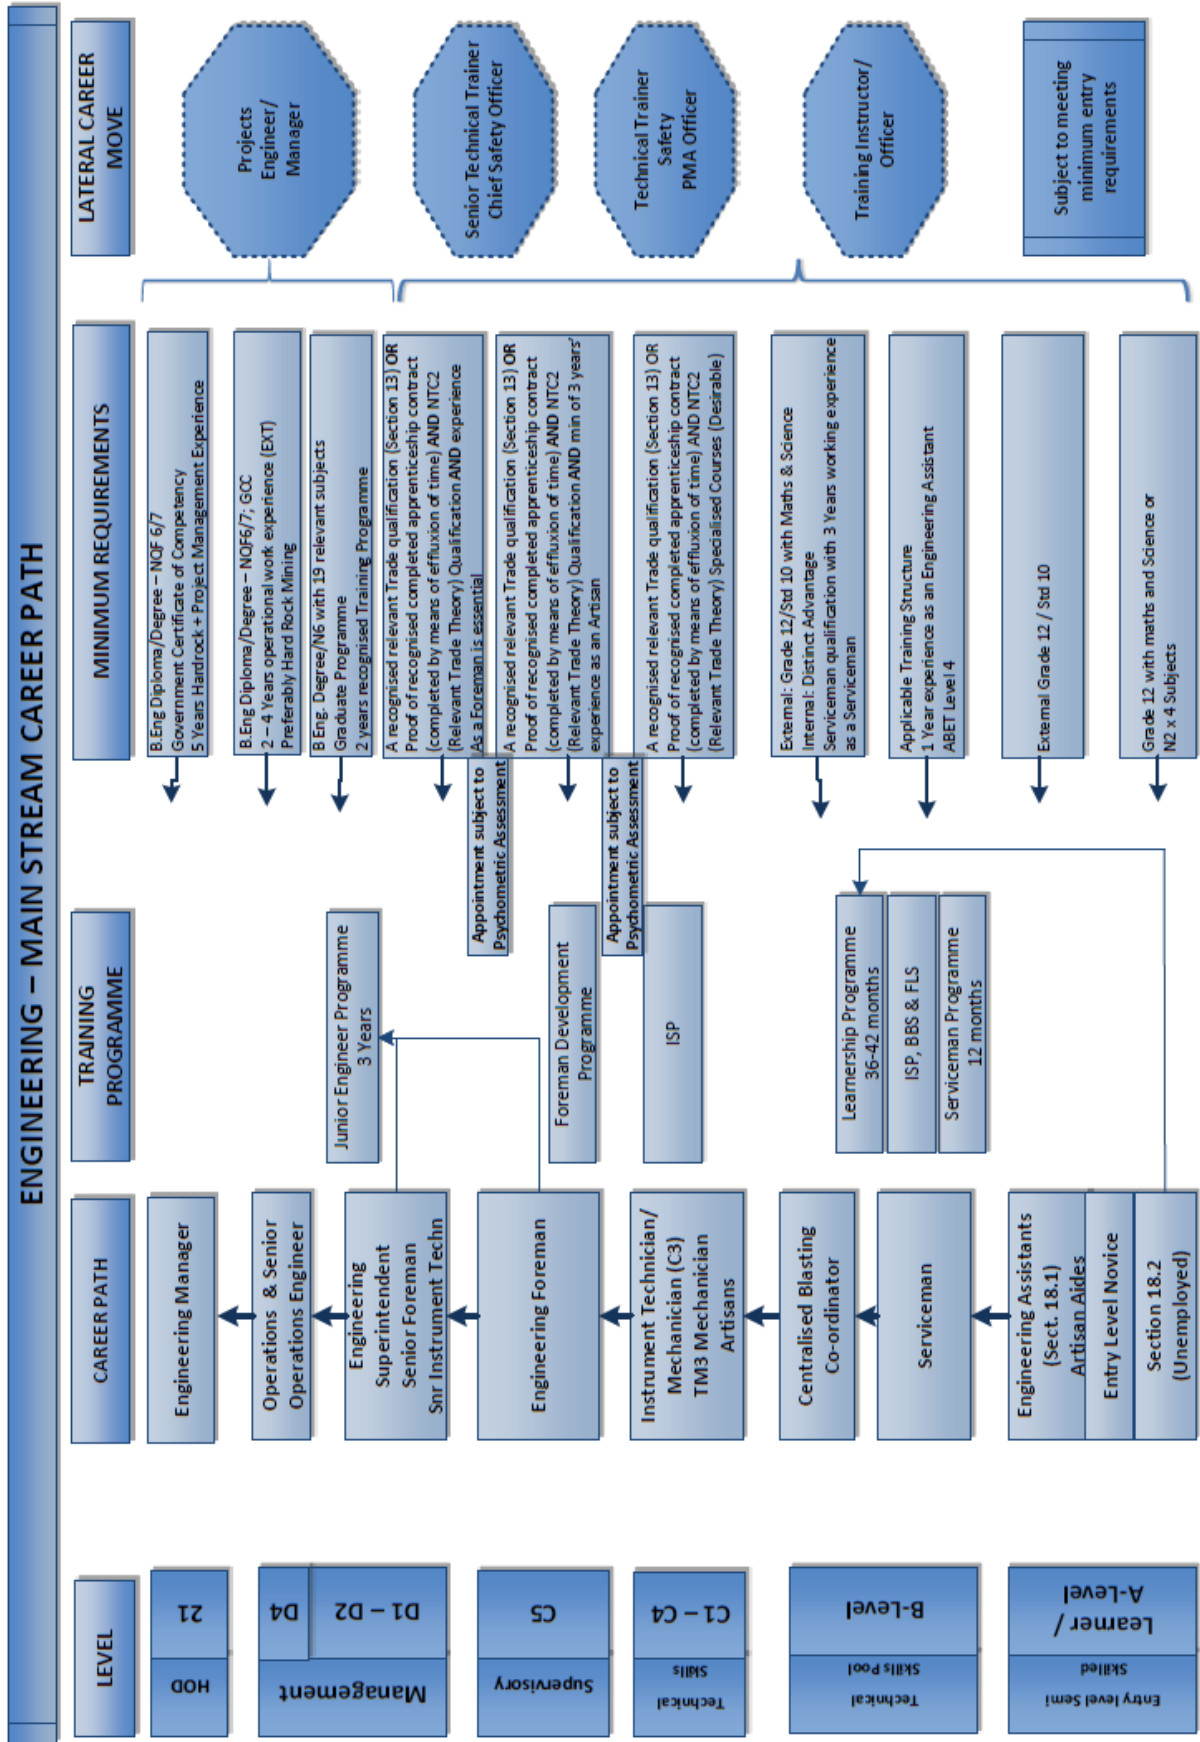 ENGINEERING – MAIN STREAM CAREER PATH
LEVEL
CAREER PATH
TRAINING
PROGRAMME
MINIMUM REQUIREMENTS
LATERAL CAREER
MOVE
HOD
21
Management
D4
D1 – D2
Supervisory
C5
Technical
Skills
C1 – C4
Technical
Skills Pool
B-Level
Entry level Semi
Skilled
Learner /
A-Level
Engineering Manager
Operations & Senior
Operations Engineer
Engineering
Superintendent
Senior Foreman
Snr Instrument Techn
Engineering Foreman
Instrument Technician/
Mechanician (C3)
TM3 Mechanician
Artisans
Centralised Blasting
Co-ordinator
Serviceman
Engineering Assistants
(Sect. 18.1)
Artisan Aides
Entry Level Novice
Section 18.2
(Unemployed)
Junior Engineer Programme
3 Years
Foreman Development
Programme
ISP
Learnership Programme
36-42 months
ISP, BBS & FLS
Serviceman Programme
12 months
Appointment subject to
Psychometric Assessment
Appointment subject to
Psychometric Assessment
B.Eng Diploma/Degree – NQF 6/7
Government Certificate of Competency
5 Years Hardrock + Project Management Experience
B.Eng Diploma/Degree – NQF6/7; GCC
2 – 4 Years operational work experience (EXT)
Preferably Hard Rock Mining
B Eng. Degree/N6 with 19 relevant subjects
Graduate Programme
2 years recognised Training Programme
A recognised relevant Trade qualification (Section 13) OR
Proof of recognised completed apprenticeship contract
(completed by means of effluxion of time) AND NTC2
(Relevant Trade Theory) Qualification AND experience
As a Foreman is essential
A recognised relevant Trade qualification (Section 13) OR
Proof of recognised completed apprenticeship contract
(completed by means of effluxion of time) AND NTC2
(Relevant Trade Theory) Qualification AND min of 3 years'
experience as an Artisan
A recognised relevant Trade qualification (Section 13) OR
Proof of recognised completed apprenticeship contract
(completed by means of effluxion of time) AND NTC2
(Relevant Trade Theory) Specialised Courses (Desirable)
External: Grade 12/Std 10 with Maths & Science
Internal: Distinct Advantage
Serviceman qualification with 3 Years working experience
as a Serviceman
Applicable Training Structure
1 Year experience as an Engineering Assistant
ABET Level 4
External Grade 12 / Std 10
Grade 12 with maths and Science or
N2 x 4 Subjects
Projects
Engineer/
Manager
Senior Technical Trainer
Chief Safety Officer
Technical Trainer
Safety
PMA Officer
Training Instructor/
Officer
Subject to meeting
minimum entry
requirements